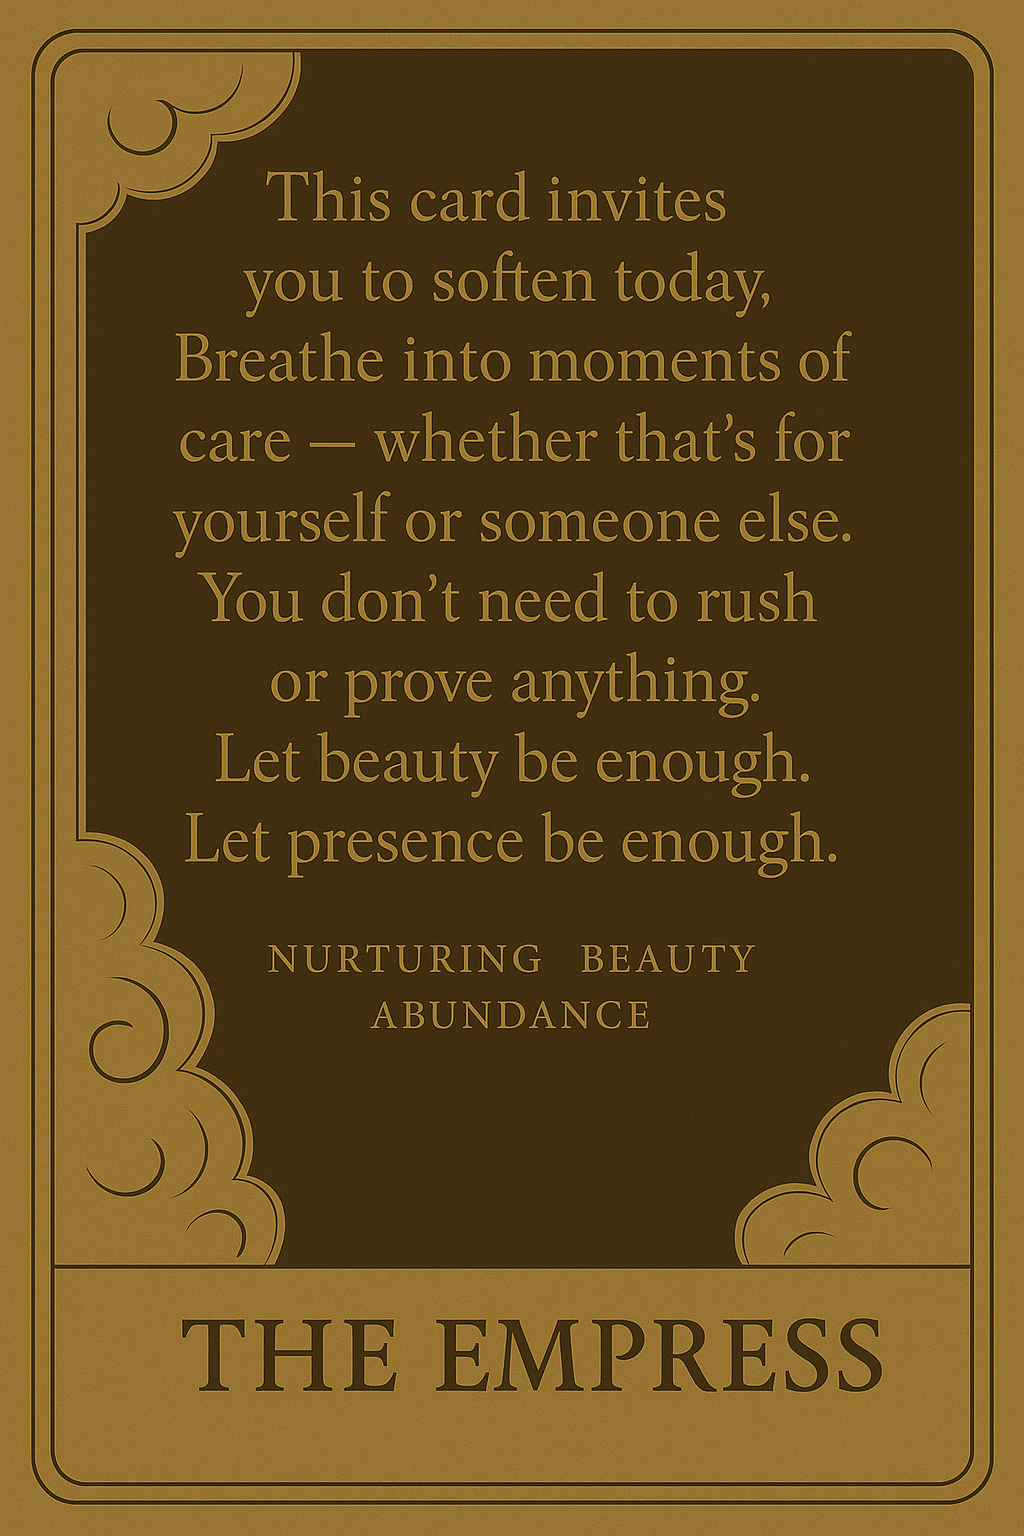 This card invites
you to soften today,
Breathe into moments of
care — whether that’s for
yourself or someone else.
You don’t need to rush
or prove anything.
Let beauty be enough.
Let presence be enough.
NURTURING BEAUTY
ABUNDANCE
THE EMPRESS